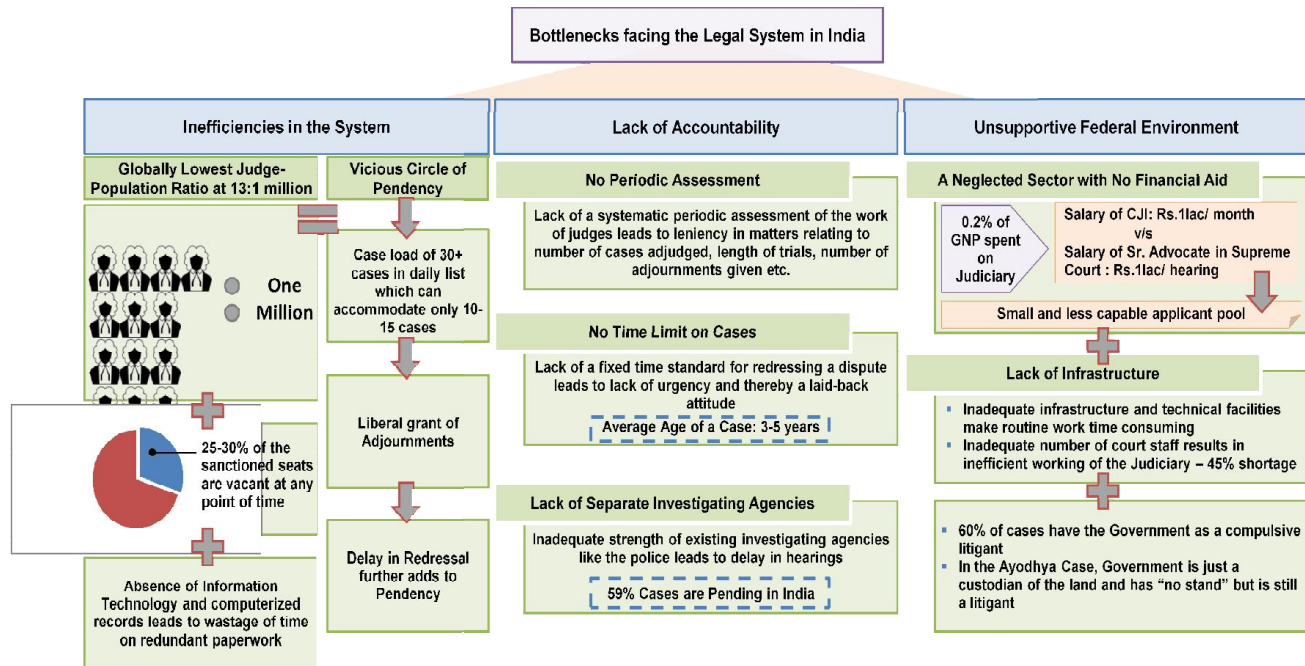 Bottlenecks facing the Legal System in India
Inefficiencies in the System
Globally Lowest Judge-
Population Ratio at 13:1 million
One
Million
25-30% of the
sanctioned seats
are vacant at any
point of time
Absence of Information
Technology and computerized
records leads to wastage of time
on redundant paperwork
Vicious Circle of
Pendency
Case load of 30+
cases in daily list
which can
accommodate only 10-
15 cases
Liberal grant of
Adjournments
Delay in Redressal
further adds to
Pendency
Lack of Accountability
No Periodic Assessment
Lack of a systematic periodic assessment of the work
of judges leads to leniency in matters relating to
number of cases adjudged, length of trials, number of
adjournments given etc.
No Time Limit on Cases
Lack of a fixed time standard for redressing a dispute
leads to lack of urgency and thereby a laid-back
attitude
Average Age of a Case: 3-5 years
Lack of Separate Investigating Agencies
Inadequate strength of existing investigating agencies
like the police leads to delay in hearings
59% Cases are Pending in India
Unsupportive Federal Environment
A Neglected Sector with No Financial Aid
0.2% of
GNP spent
on
Judiciary
Salary of CJI: Rs.1lac/ month
v/s
Salary of Sr. Advocate in Supreme
Court : Rs.1lac/ hearing
Small and less capable applicant pool
Lack of Infrastructure
▪ Inadequate infrastructure and technical facilities
make routine work time consuming
▪ Inadequate number of court staff results in
inefficient working of the Judiciary – 45% shortage
▪ 60% of cases have the Government as a compulsive
litigant
▪ In the Ayodhya Case, Government is just a
custodian of the land and has “no stand” but is still
a litigant